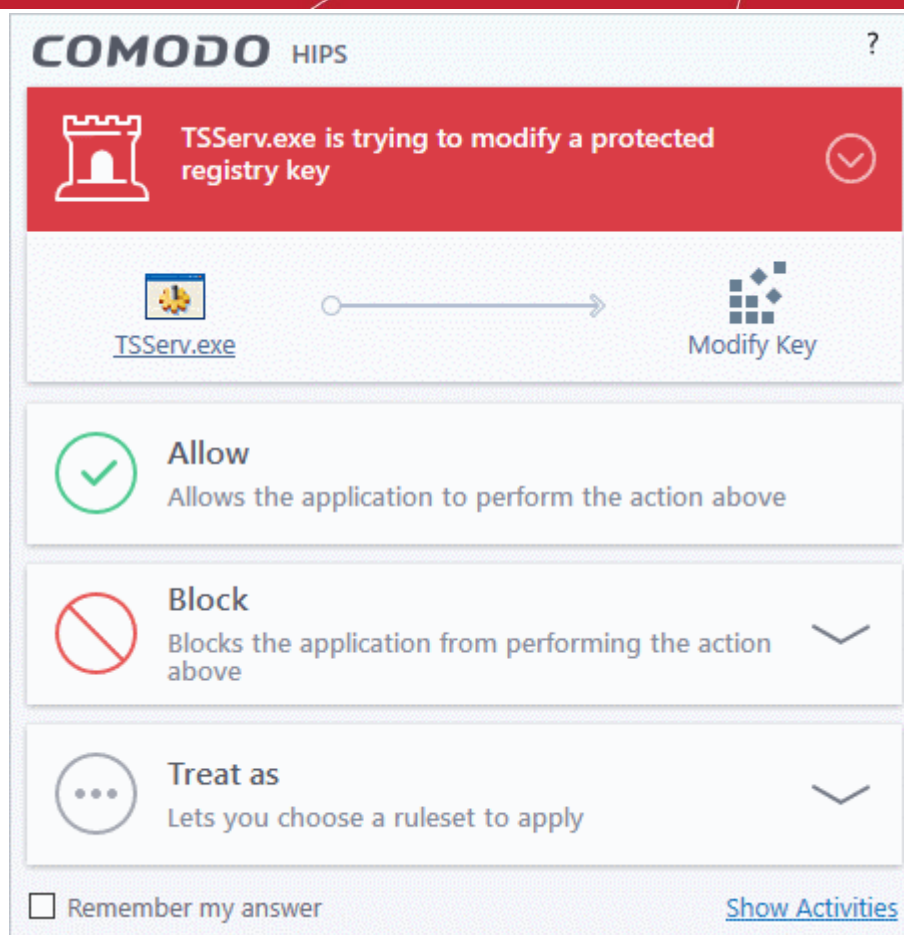 COMODO HIPS ?
TSServ.exe is trying to modify a protected
registry key
TSServ.exe
Modify Key
Allow
Allows the application to perform the action above
Block
Blocks the application from performing the action
above
Treat as
Lets you choose a ruleset to apply
Remember my answer
Show Activities